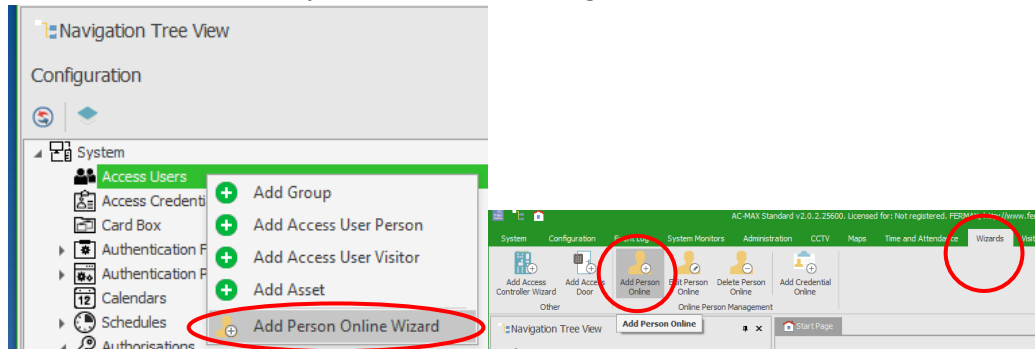 Navigation Tree View
Configuration
System
Access Users
Access Credenti
Card Box
Authentication F
Authentication P
Calendars
Schedules
Authorisations
Add Group
Add Access User Person
Add Access User Visitor
Add Asset
Add Person Online Wizard
AC-MAX Standard v2.0.2.25600. Licensed for: Not registered. FERMAX
www.fer
System Configuration Event Log System Monitors Administration CCTV Maps Time and Attendance Wizards Visit
Add Access Controller Wizard
Add Access Door
Add Person Online
Edit Person Online
Delete Person Online
Add Credential Online
Other Online Person Management
Navigation Tree View
Add Person Online
Start Page